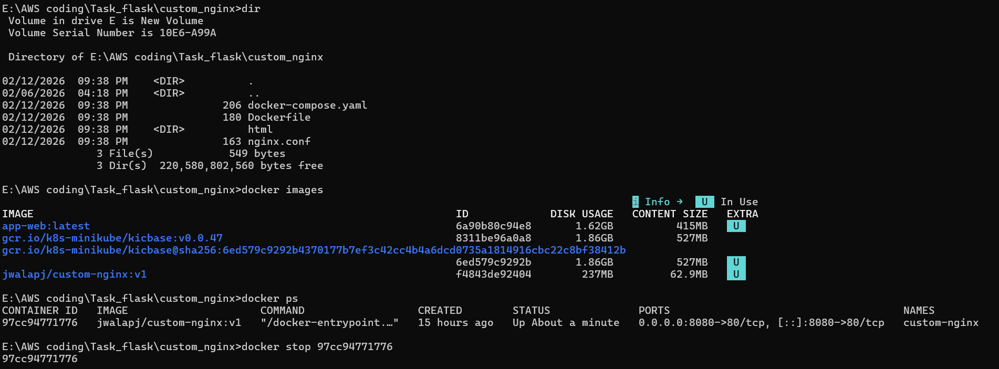 E:\AWS coding\Task_flask\custom_nginx>dir
 Volume in drive E is New Volume
 Volume Serial Number is 10E6-A99A

 Directory of E:\AWS coding\Task_flask\custom_nginx

02/12/2026  09:38 PM    <DIR>          .
02/06/2026  04:18 PM    <DIR>          ..
02/12/2026  09:38 PM               206 docker-compose.yaml
02/12/2026  09:38 PM               180 Dockerfile
02/12/2026  09:38 PM    <DIR>          html
02/12/2026  09:38 PM               163 nginx.conf
               3 File(s)            549 bytes
               3 Dir(s)  220,580,802,560 bytes free

E:\AWS coding\Task_flask\custom_nginx>docker images
i Info →   U  In Use
IMAGE   ID   DISK USAGE   CONTENT SIZE   EXTRA
app-web:latest   6a90b80c94e8   1.62GB   415MB   U
gcr.io/k8s-minikube/kicbase:v0.0.47   8311be96a0a8   1.86GB   527MB
gcr.io/k8s-minikube/kicbase@sha256:6ed579c9292b4370177b7ef3c42cc4b4a6dcd0735a1814916cbc22c8bf38412b
6ed579c9292b   1.86GB   527MB   U
jwalapj/custom-nginx:v1   f4843de92404   237MB   62.9MB   U

E:\AWS coding\Task_flask\custom_nginx>docker ps
CONTAINER ID   IMAGE   COMMAND   CREATED   STATUS   PORTS   NAMES
97cc94771776   jwalapj/custom-nginx:v1   "/docker-entrypoint.…"   15 hours ago   Up About a minute   0.0.0.0:8080->80/tcp, [::]:8080->80/tcp   custom-nginx

E:\AWS coding\Task_flask\custom_nginx>docker stop 97cc94771776
97cc94771776